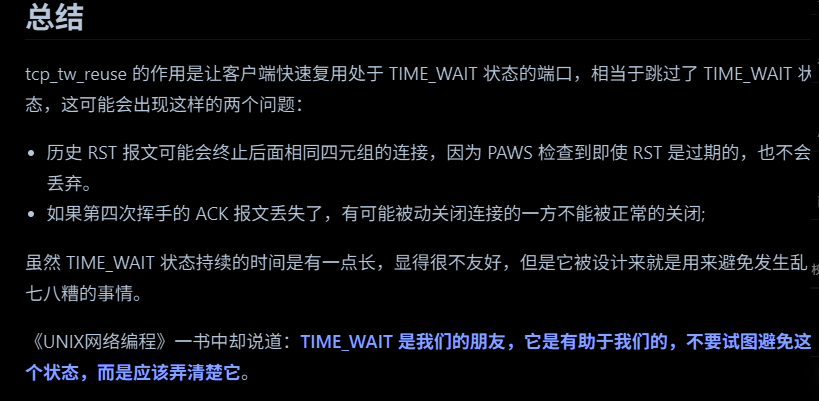 总结
tcp_tw_reuse 的作用是让客户端快速复用处于 TIME_WAIT 状态的端口，相当于跳过了 TIME_WAIT 状
态，这可能会出现这样的两个问题：
• 历史 RST 报文可能会终止后面相同四元组的连接，因为 PAWS 检查到即使 RST 是过期的，也不会
丢弃。
• 如果第四次挥手的 ACK 报文丢失了，有可能被动关闭连接的一方不能被正常的关闭;
虽然 TIME_WAIT 状态持续的时间是有一点长，显得很不友好，但是它被设计来就是用来避免发生乱
七八糟的事情。
《UNIX网络编程》一书中却说道：TIME_WAIT 是我们的朋友，它是有助于我们的，不要试图避免这
个状态，而是应该弄清楚它。